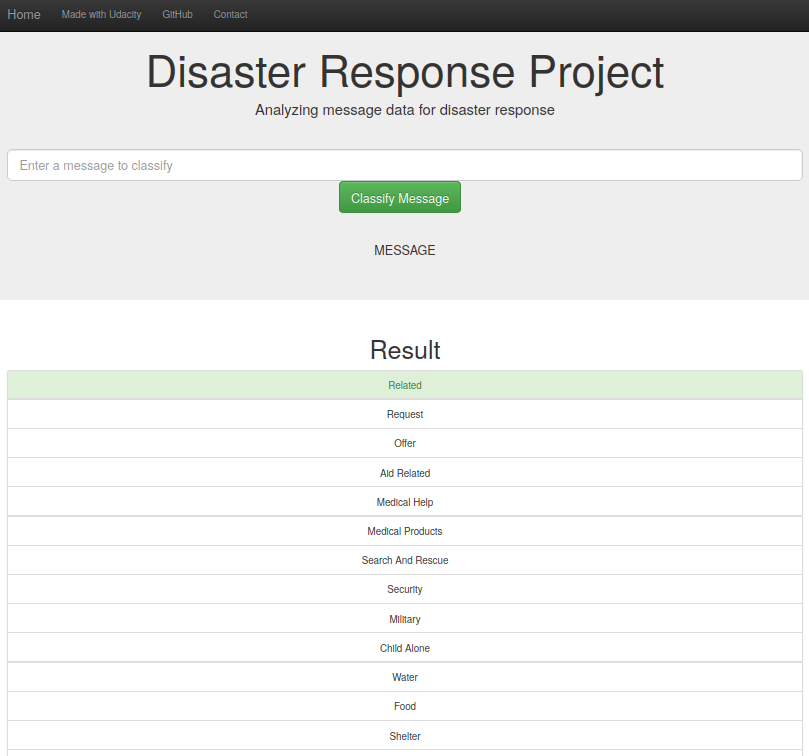 Home Made with Udacity GitHub Contact
Disaster Response Project
Analyzing message data for disaster response
Enter a message to classify
Classify Message
MESSAGE
Result
Related
Request
Offer
Aid Related
Medical Help
Medical Products
Search And Rescue
Security
Military
Child Alone
Water
Food
Shelter